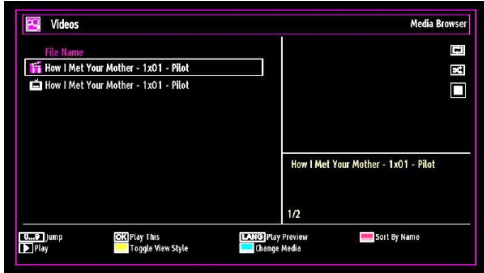 Videos Media Browser
File Name
How I Met Your Mother - 1x01 - Pilot
How I Met Your Mother - 1x01 - Pilot
How I Met Your Mother - 1x01 - Pilot
1/2
0...9 Jump OK Play This LANG Play Preview Sort By Name
Play Toggle View Style Change Media